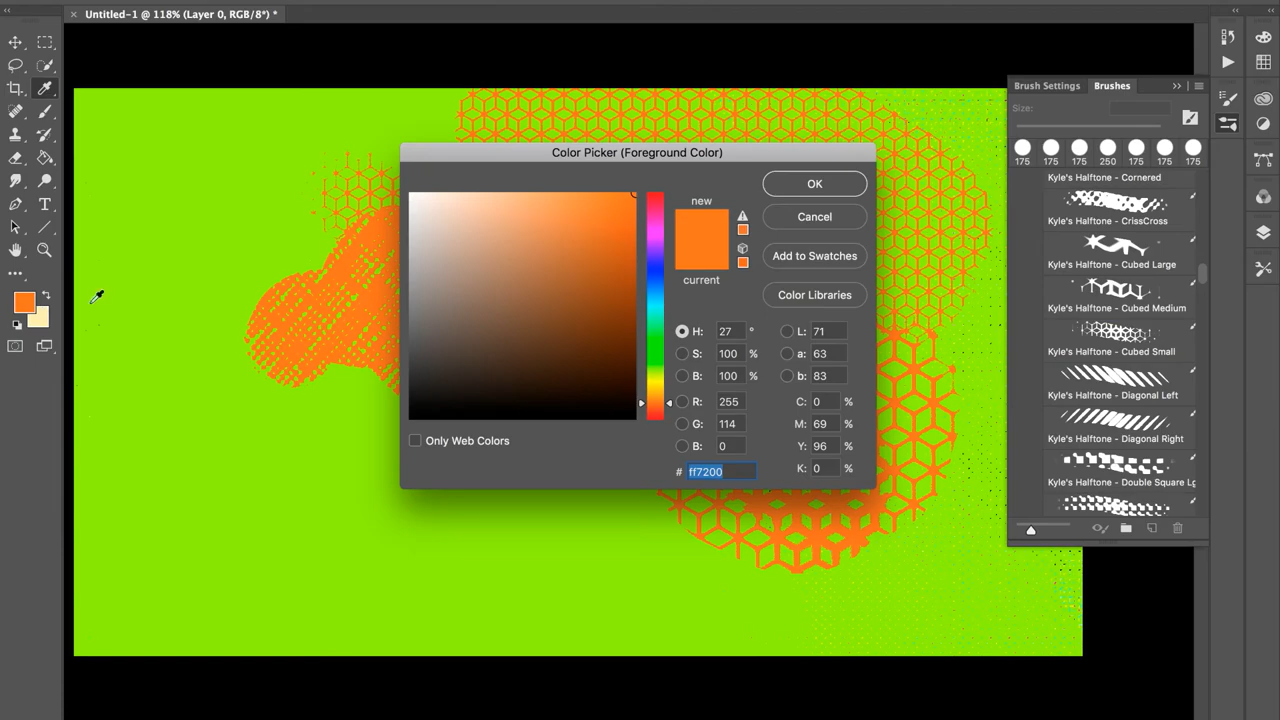 Untitled-1 @ 118% (Layer 0, RGB/8*) *
Color Picker (Foreground Color)
new
current
OK
Cancel
Add to Swatches
Color Libraries
H: 27 °
S: 100 %
B: 100 %
R: 255
G: 114
B: 0
# ff7200
L: 71
a: 63
b: 83
C: 0 %
M: 69 %
Y: 96 %
K: 0 %
Only Web Colors
Brush Settings
Brushes
Size:
175 175 175 250 175 175 175
Kyle's Halftone - Cornered
Kyle's Halftone - CrissCross
Kyle's Halftone - Cubed Large
Kyle's Halftone - Cubed Medium
Kyle's Halftone - Cubed Small
Kyle's Halftone - Diagonal Left
Kyle's Halftone - Diagonal Right
Kyle's Halftone - Double Square Lg